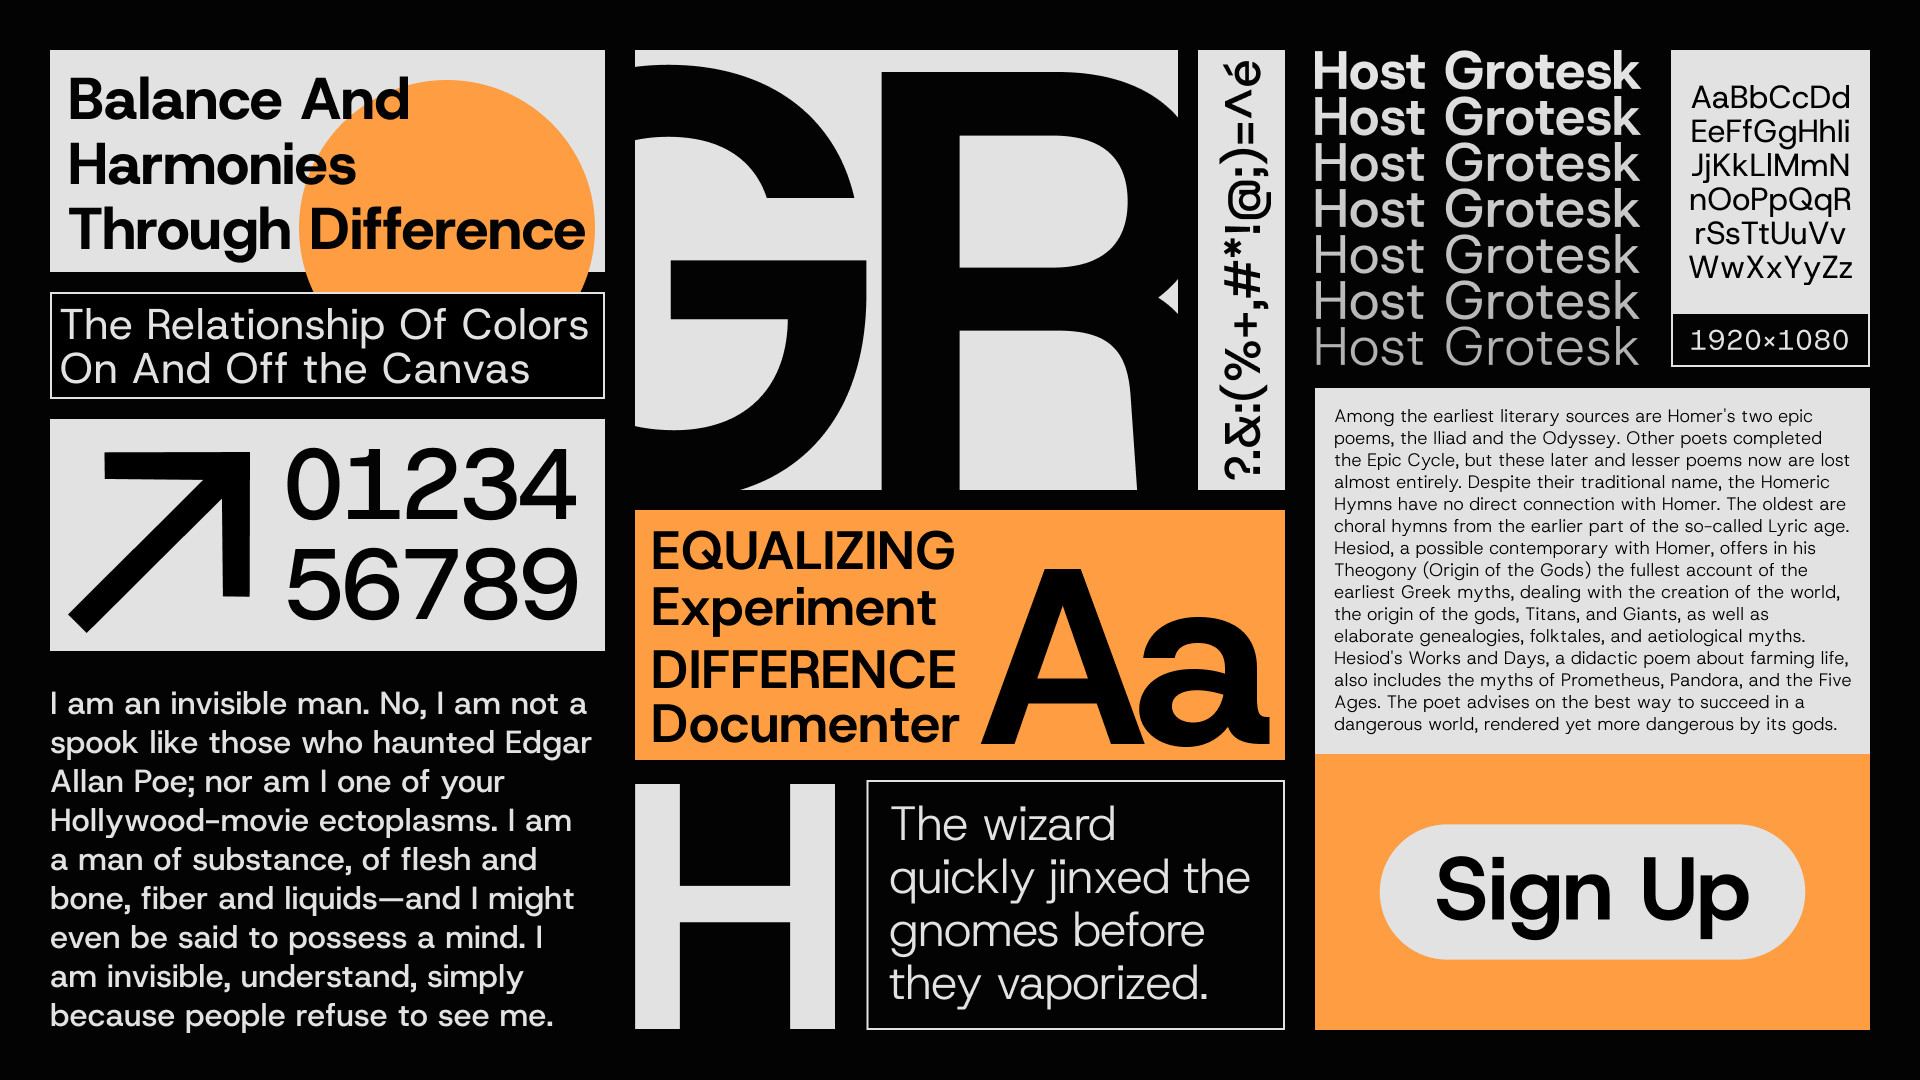 Balance And
Harmonies
Through Difference
The Relationship Of Colors
On And Off the Canvas
01234
56789
I am an invisible man. No, I am not a
spook like those who haunted Edgar
Allan Poe; nor am I one of your
Hollywood-movie ectoplasms. I am
a man of substance, of flesh and
bone, fiber and liquids—and I might
even be said to possess a mind. I
am invisible, understand, simply
because people refuse to see me.
GR
?.&:(%+,#*!@;)=^é
EQUALIZING
Experiment
DIFFERENCE
Documenter
Aa
H
The wizard
quickly jinxed the
gnomes before
they vaporized.
Host Grotesk
Host Grotesk
Host Grotesk
Host Grotesk
Host Grotesk
Host Grotesk
Host Grotesk
AaBbCcDd
EeFfGgHhIi
JjKkLlMmN
nOoPpQqR
rSsTtUuVv
WwXxYyZz
1920×1080
Among the earliest literary sources are Homer's two epic
poems, the Iliad and the Odyssey. Other poets completed
the Epic Cycle, but these later and lesser poems now are lost
almost entirely. Despite their traditional name, the Homeric
Hymns have no direct connection with Homer. The oldest are
choral hymns from the earlier part of the so-called Lyric age.
Hesiod, a possible contemporary with Homer, offers in his
Theogony (Origin of the Gods) the fullest account of the
earliest Greek myths, dealing with the creation of the world,
the origin of the gods, Titans, and Giants, as well as
elaborate genealogies, folktales, and aetiological myths.
Hesiod's Works and Days, a didactic poem about farming life,
also includes the myths of Prometheus, Pandora, and the Five
Ages. The poet advises on the best way to succeed in a
dangerous world, rendered yet more dangerous by its gods.
Sign Up